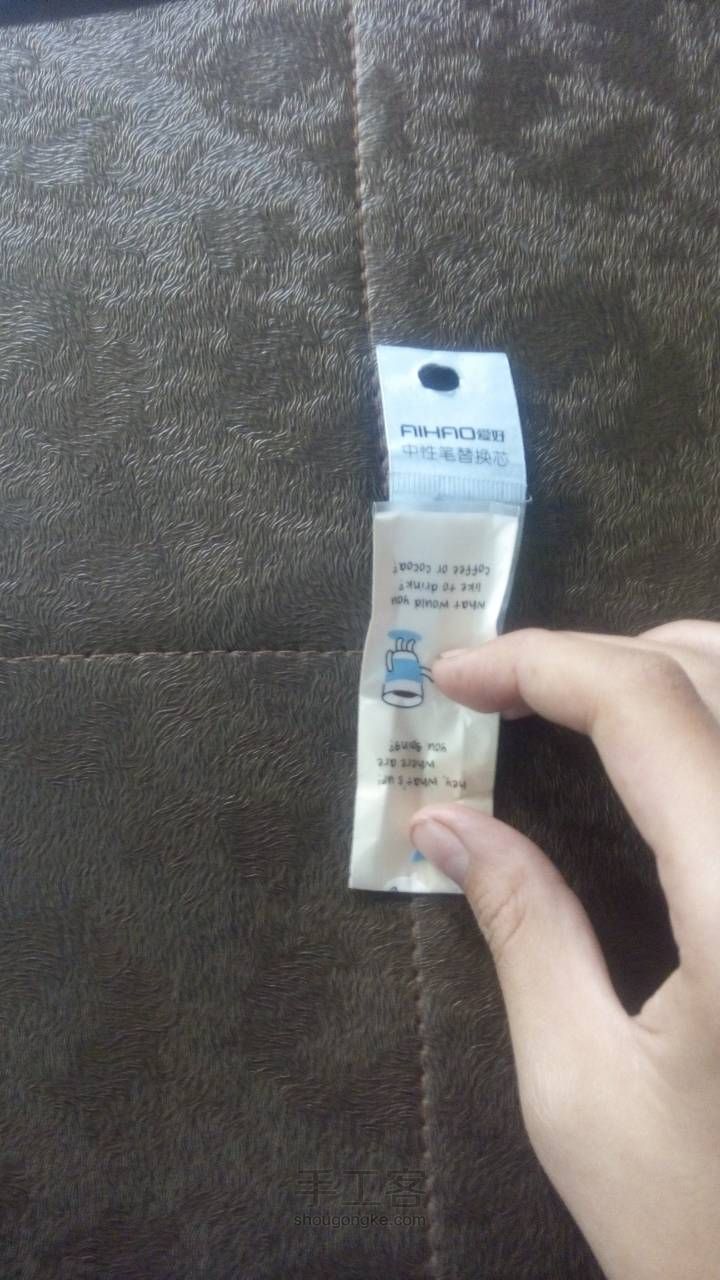 AIHAO爱好
中性笔替换芯
what would you
like to drink?
coffee or cocoa?
hey, what's up!
where are
you going?
手工客
shougongke.com